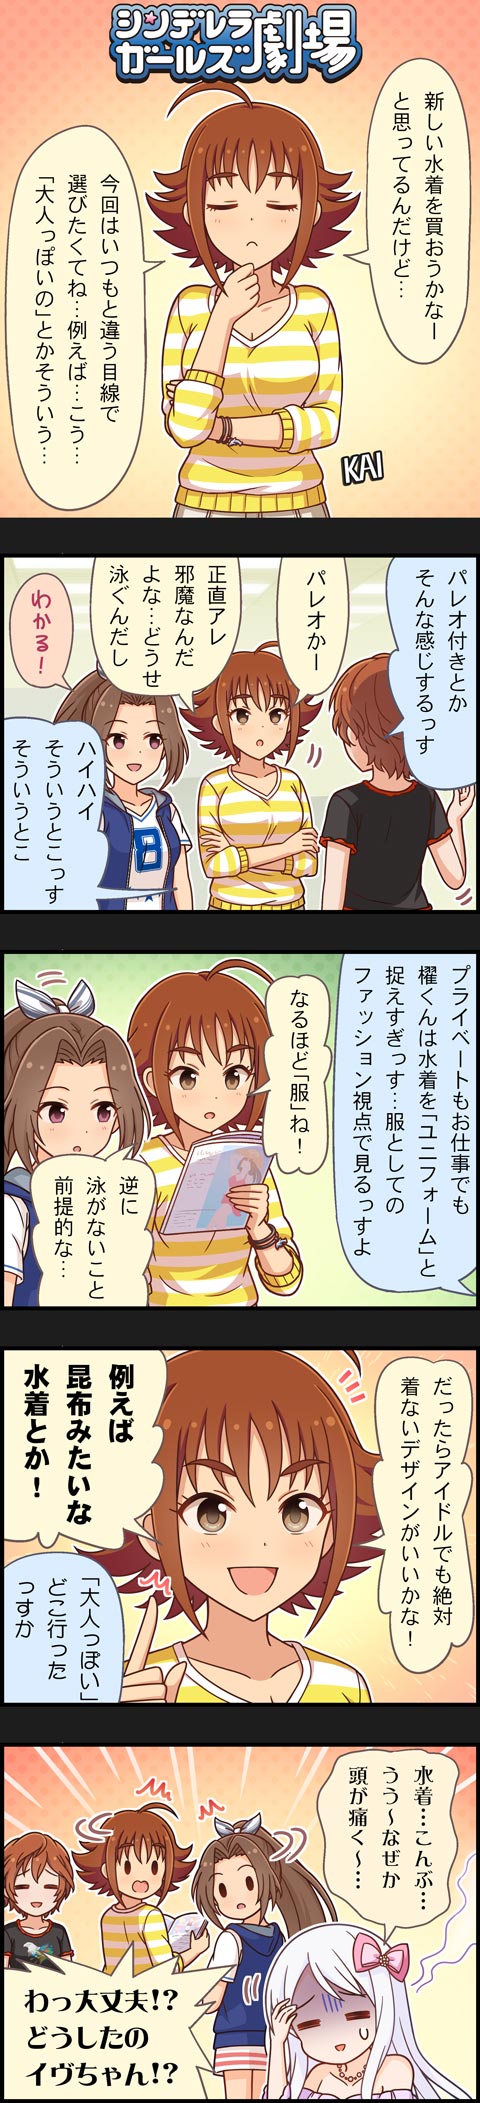 シンデレラ
ガールズ劇場
新しい水着を買おうかなー
と思ってるんだけど…
今回はいつもと違う目線で
選びたくてね…例えば…こう…
「大人っぽいの」とかそういう…
KAI
パレオ付きとか
そんな感じするっす
パレオかー
正直アレ
邪魔なんだ
よな…どうせ
泳ぐんだし
わかる！
ハイハイ
そういうとこっす
そういうとこ
プライベートもお仕事でも
櫂くんは水着を「ユニフォーム」と
捉えすぎっす…服としての
ファッション視点で見るっすよ
なるほど「服」ね！
逆に
泳がないこと
前提的な…
だったらアイドルでも絶対
着ないデザインがいいかな！
例えば
昆布みたいな
水着とか！
「大人っぽい」
どこ行った
っすか
水着…こんぶ…
うう〜なぜか
頭が痛く〜…
わっ大丈夫!?
どうしたの
イヴちゃん!?
8